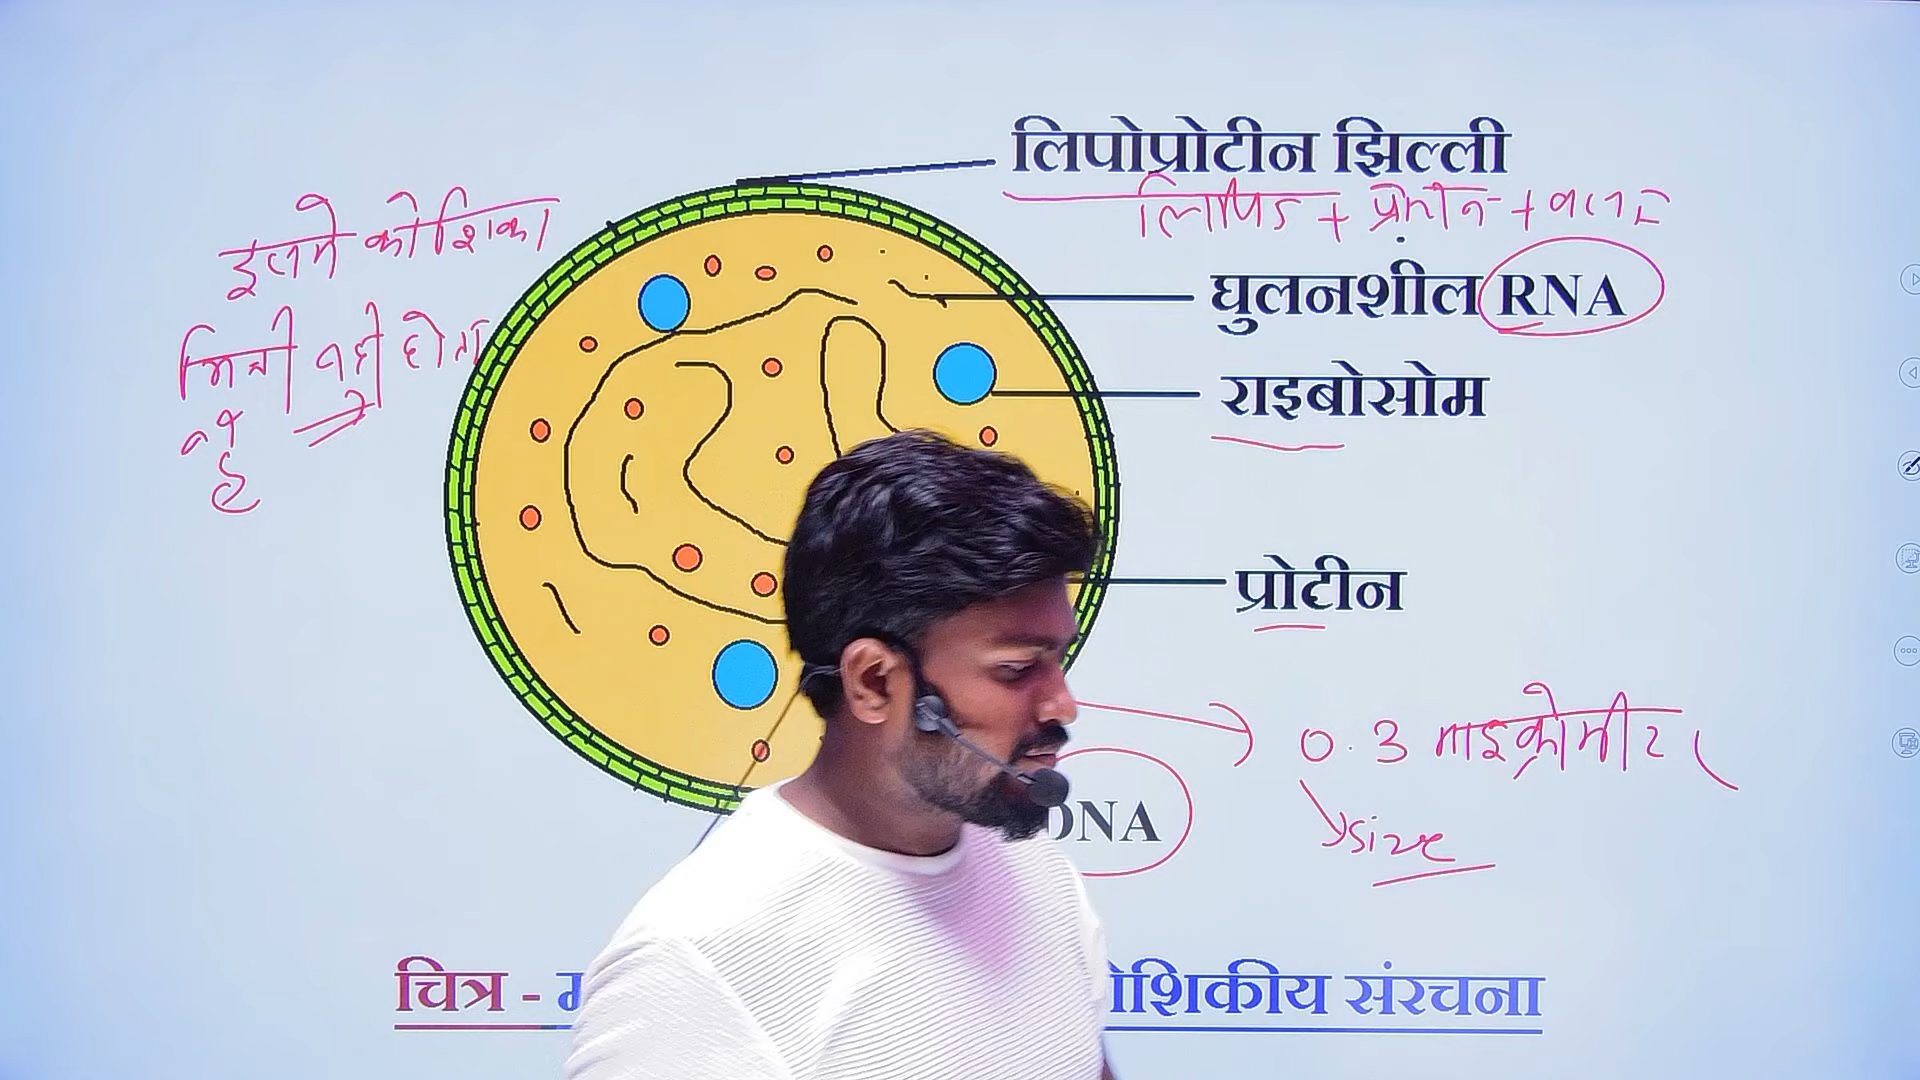 लिपोप्रोटीन झिल्ली
लिपिड + प्रोटीन +
घुलनशील RNA
राइबोसोम
प्रोटीन
0.3 माइक्रोमीटर
size
DNA
इसमें कोशिका
भित्ती नही होता
है
चित्र -
ोशिकीय संरचना